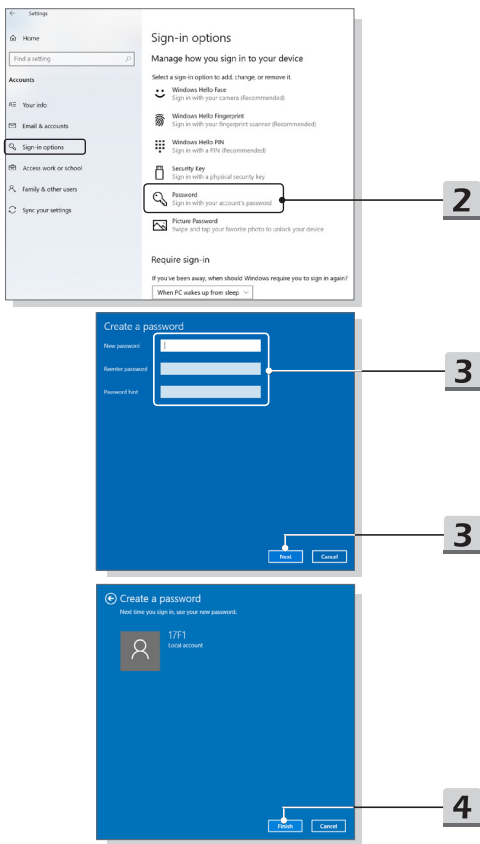 Settings
Home
Find a setting
Accounts
Your info
Email & accounts
Sign-in options
Access work or school
Family & other users
Sync your settings
Sign-in options
Manage how you sign in to your device
Select a sign-in option to add, change, or remove it.
Windows Hello Face
Sign in with your camera (Recommended)
Windows Hello Fingerprint
Sign in with your fingerprint scanner (Recommended)
Windows Hello PIN
Sign in with a PIN (Recommended)
Security Key
Sign in with a physical security key
Password
Sign in with your account's password
2
Picture Password
Swipe and tap your favorite photo to unlock your device
Require sign-in
If you've been away, when should Windows require you to sign in again?
When PC wakes up from sleep
Create a password
New password
Reenter password
3
Password hint
3
Next Cancel
Create a password
Next time you sign in, use your new password.
17F1
Local account
4
Finish Cancel